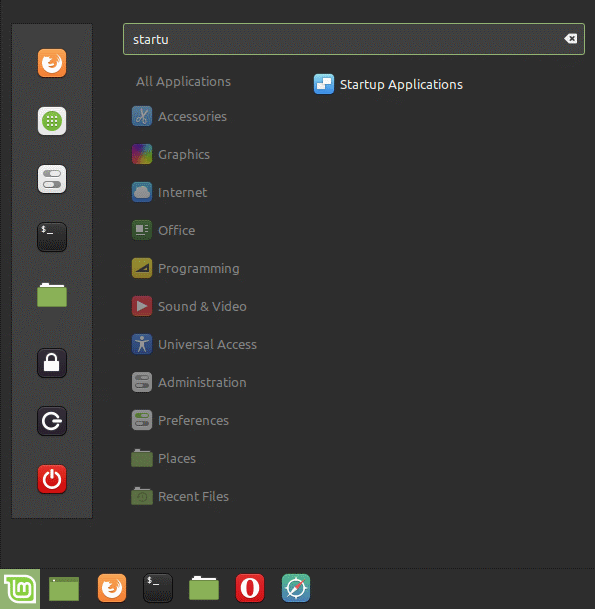 startu
All Applications
Startup Applications
Accessories
Graphics
Internet
Office
Programming
Sound & Video
Universal Access
Administration
Preferences
Places
Recent Files
$_
$_